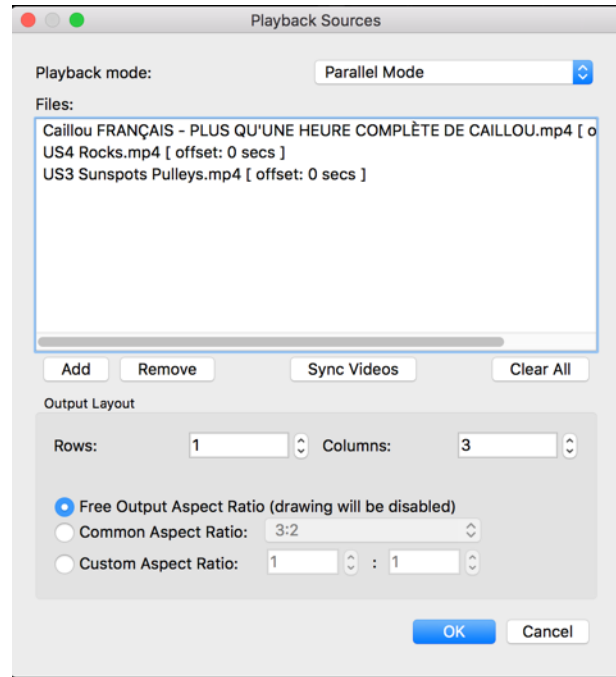 Playback Sources
Playback mode: Parallel Mode
Files:
Caillou FRANÇAIS - PLUS QU'UNE HEURE COMPLÈTE DE CAILLOU.mp4 [ o
US4 Rocks.mp4 [ offset: 0 secs ]
US3 Sunspots Pulleys.mp4 [ offset: 0 secs ]
Add Remove Sync Videos Clear All
Output Layout
Rows: 1 Columns: 3
Free Output Aspect Ratio (drawing will be disabled)
Common Aspect Ratio: 3:2
Custom Aspect Ratio: 1 : 1
OK Cancel